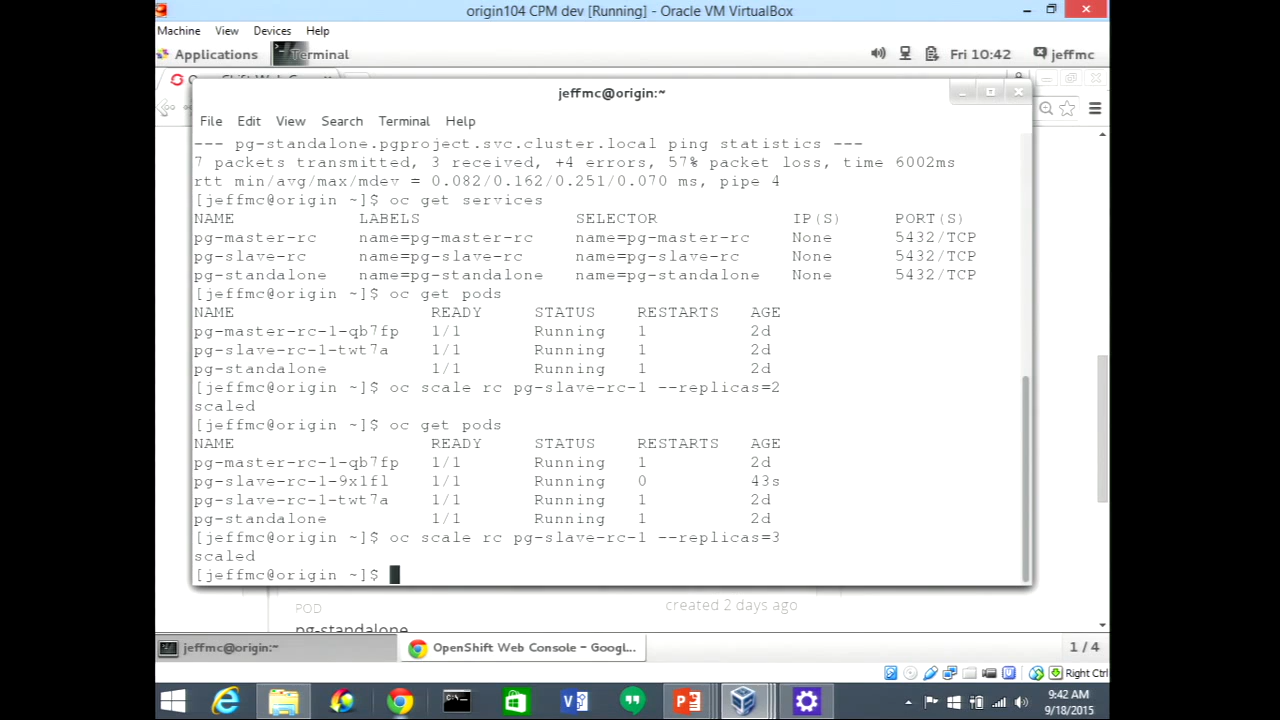 origin104 CPM dev [Running] - Oracle VM VirtualBox
Machine View Devices Help
Applications Terminal Fri 10:42 jeffmc
jeffmc@origin:~
File Edit View Search Terminal Help
--- pg-standalone.pgproject.svc.cluster.local ping statistics ---
7 packets transmitted, 3 received, +4 errors, 57% packet loss, time 6002ms
rtt min/avg/max/mdev = 0.082/0.162/0.251/0.070 ms, pipe 4
[jeffmc@origin ~]$ oc get services
NAME LABELS SELECTOR IP(S) PORT(S)
pg-master-rc name=pg-master-rc name=pg-master-rc None 5432/TCP
pg-slave-rc name=pg-slave-rc name=pg-slave-rc None 5432/TCP
pg-standalone name=pg-standalone name=pg-standalone None 5432/TCP
[jeffmc@origin ~]$ oc get pods
NAME READY STATUS RESTARTS AGE
pg-master-rc-1-qb7fp 1/1 Running 1 2d
pg-slave-rc-1-twt7a 1/1 Running 1 2d
pg-standalone 1/1 Running 1 2d
[jeffmc@origin ~]$ oc scale rc pg-slave-rc-1 --replicas=2
scaled
[jeffmc@origin ~]$ oc get pods
NAME READY STATUS RESTARTS AGE
pg-master-rc-1-qb7fp 1/1 Running 1 2d
pg-slave-rc-1-9x1fl 1/1 Running 0 43s
pg-slave-rc-1-twt7a 1/1 Running 1 2d
pg-standalone 1/1 Running 1 2d
[jeffmc@origin ~]$ oc scale rc pg-slave-rc-1 --replicas=3
scaled
[jeffmc@origin ~]$
POD created 2 days ago
pg-standalone
jeffmc@origin:~ OpenShift Web Console - Googl... 1 / 4
Right Ctrl
9:42 AM
9/18/2015